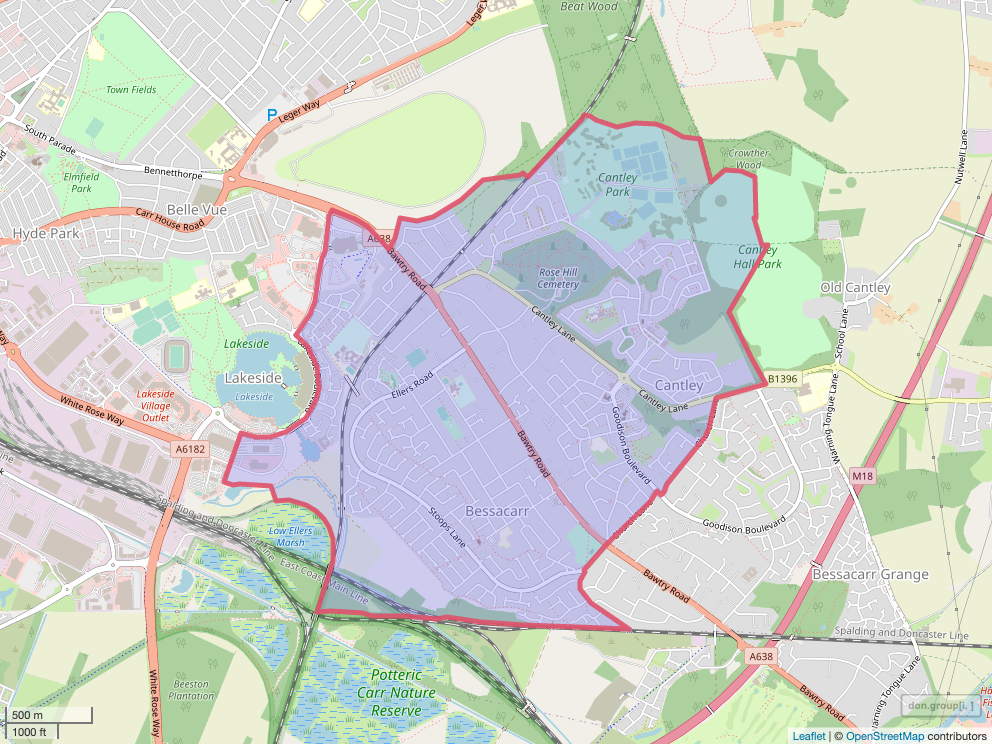 Beat Wood
Leger W
Town Fields
P
Leger Way
South Parade
Bennetthorpe
Nutwell Lane
Crowther
Wood
Elmfield
Park
Cantley
Park
Belle Vue
Carr House Road
Hyde Park
A638
Bawtry Road
Cantley
Hall Park
Rose Hill
Cemetery
Old Cantley
Cantley Lane
School Lane
Lakeside
Lakeside
Lakeside
Way
B1396
Ellers Road
Cantley
Lakeside
Village
Outlet
White Rose Way
Cantley Lane
Warning Tongue Lane
Goodison Boulevard
A6182
Bawtry Road
M18
Spalding and Doncaster Line
Bessacarr
Stoops Lane
Goodison Boulevard
Low Ellers
Marsh
East Coast Main Line
Bawtry Road
Bessacarr Grange
Spalding and Doncaster Line
A638
Potteric
Carr Nature
Reserve
Beeston
Plantation
White Rose Way
Bawtry Road
Warning Tongue Lane
500 m
1000 ft
don.group[i. ]
Leaflet | © OpenStreetMap contributors